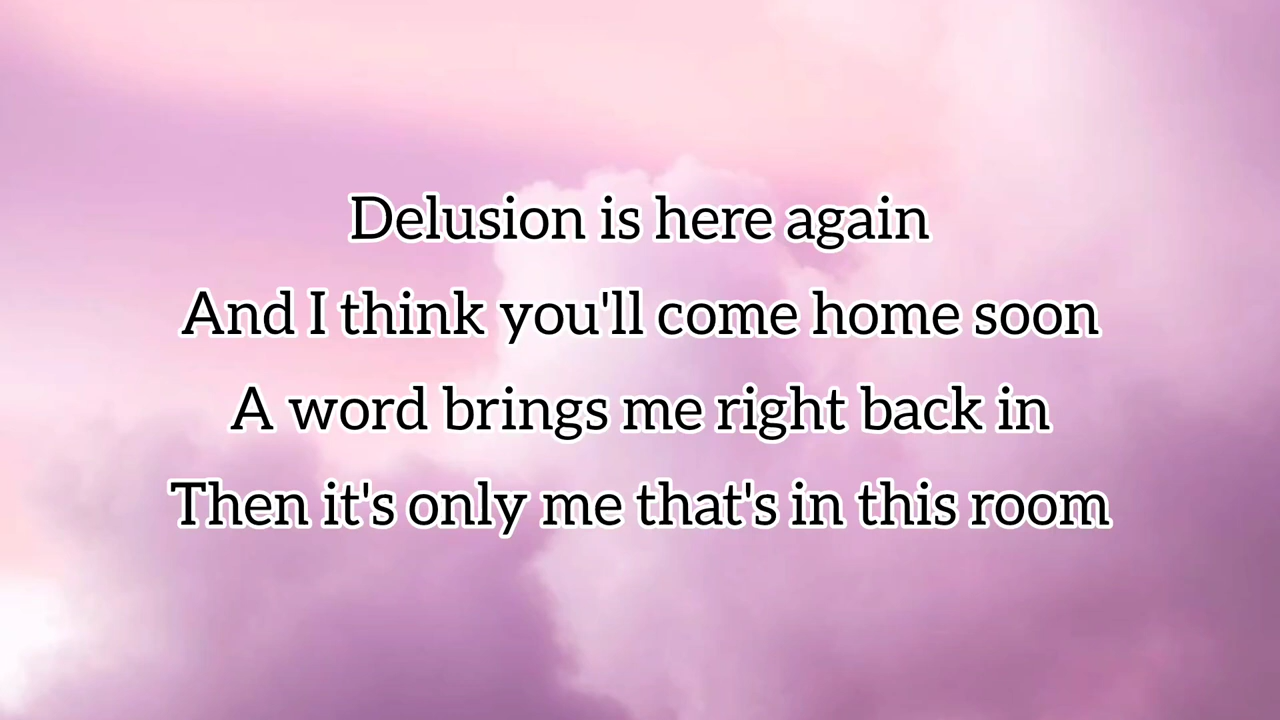 Delusion is here again
And I think you'll come home soon
A word brings me right back in
Then it's only me that's in this room